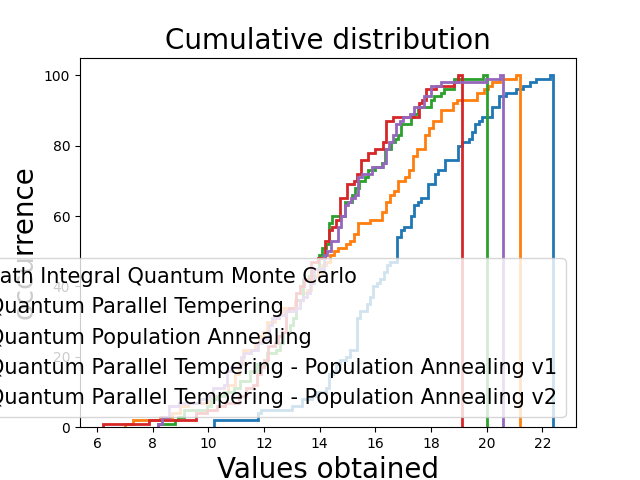 Cumulative distribution
100
80
60
40
20
0
occurrence
ath Integral Quantum Monte Carlo
Quantum Parallel Tempering
Quantum Population Annealing
Quantum Parallel Tempering - Population Annealing v1
Quantum Parallel Tempering - Population Annealing v2
6 8 10 12 14 16 18 20 22
Values obtained